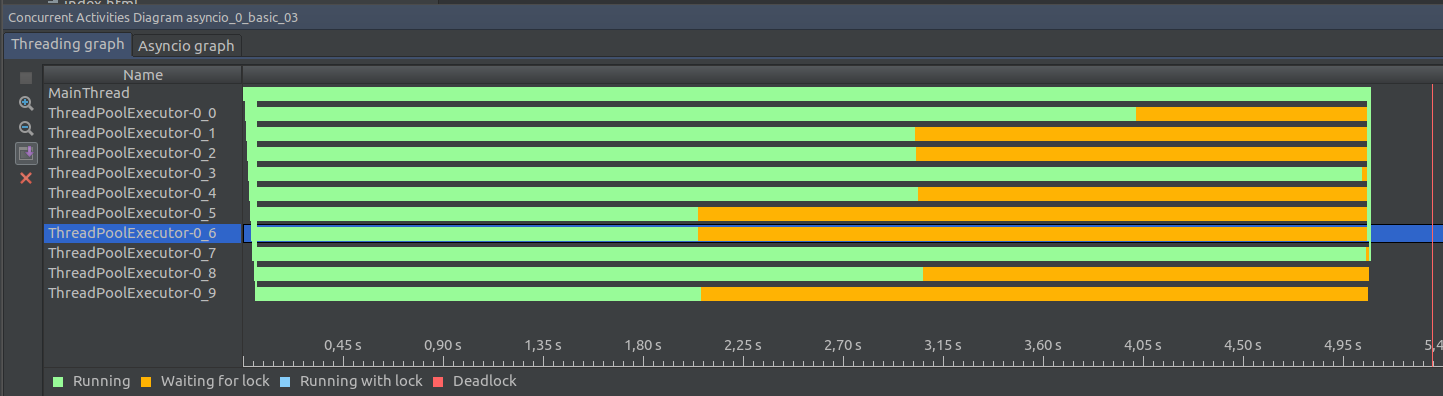 index.html
Concurrent Activities Diagram asyncio_0_basic_03
Threading graph Asyncio graph
Name
MainThread
ThreadPoolExecutor-0_0
ThreadPoolExecutor-0_1
ThreadPoolExecutor-0_2
ThreadPoolExecutor-0_3
ThreadPoolExecutor-0_4
ThreadPoolExecutor-0_5
ThreadPoolExecutor-0_6
ThreadPoolExecutor-0_7
ThreadPoolExecutor-0_8
ThreadPoolExecutor-0_9
0,45 s 0,90 s 1,35 s 1,80 s 2,25 s 2,70 s 3,15 s 3,60 s 4,05 s 4,50 s 4,95 s 5,4
Running Waiting for lock Running with lock Deadlock